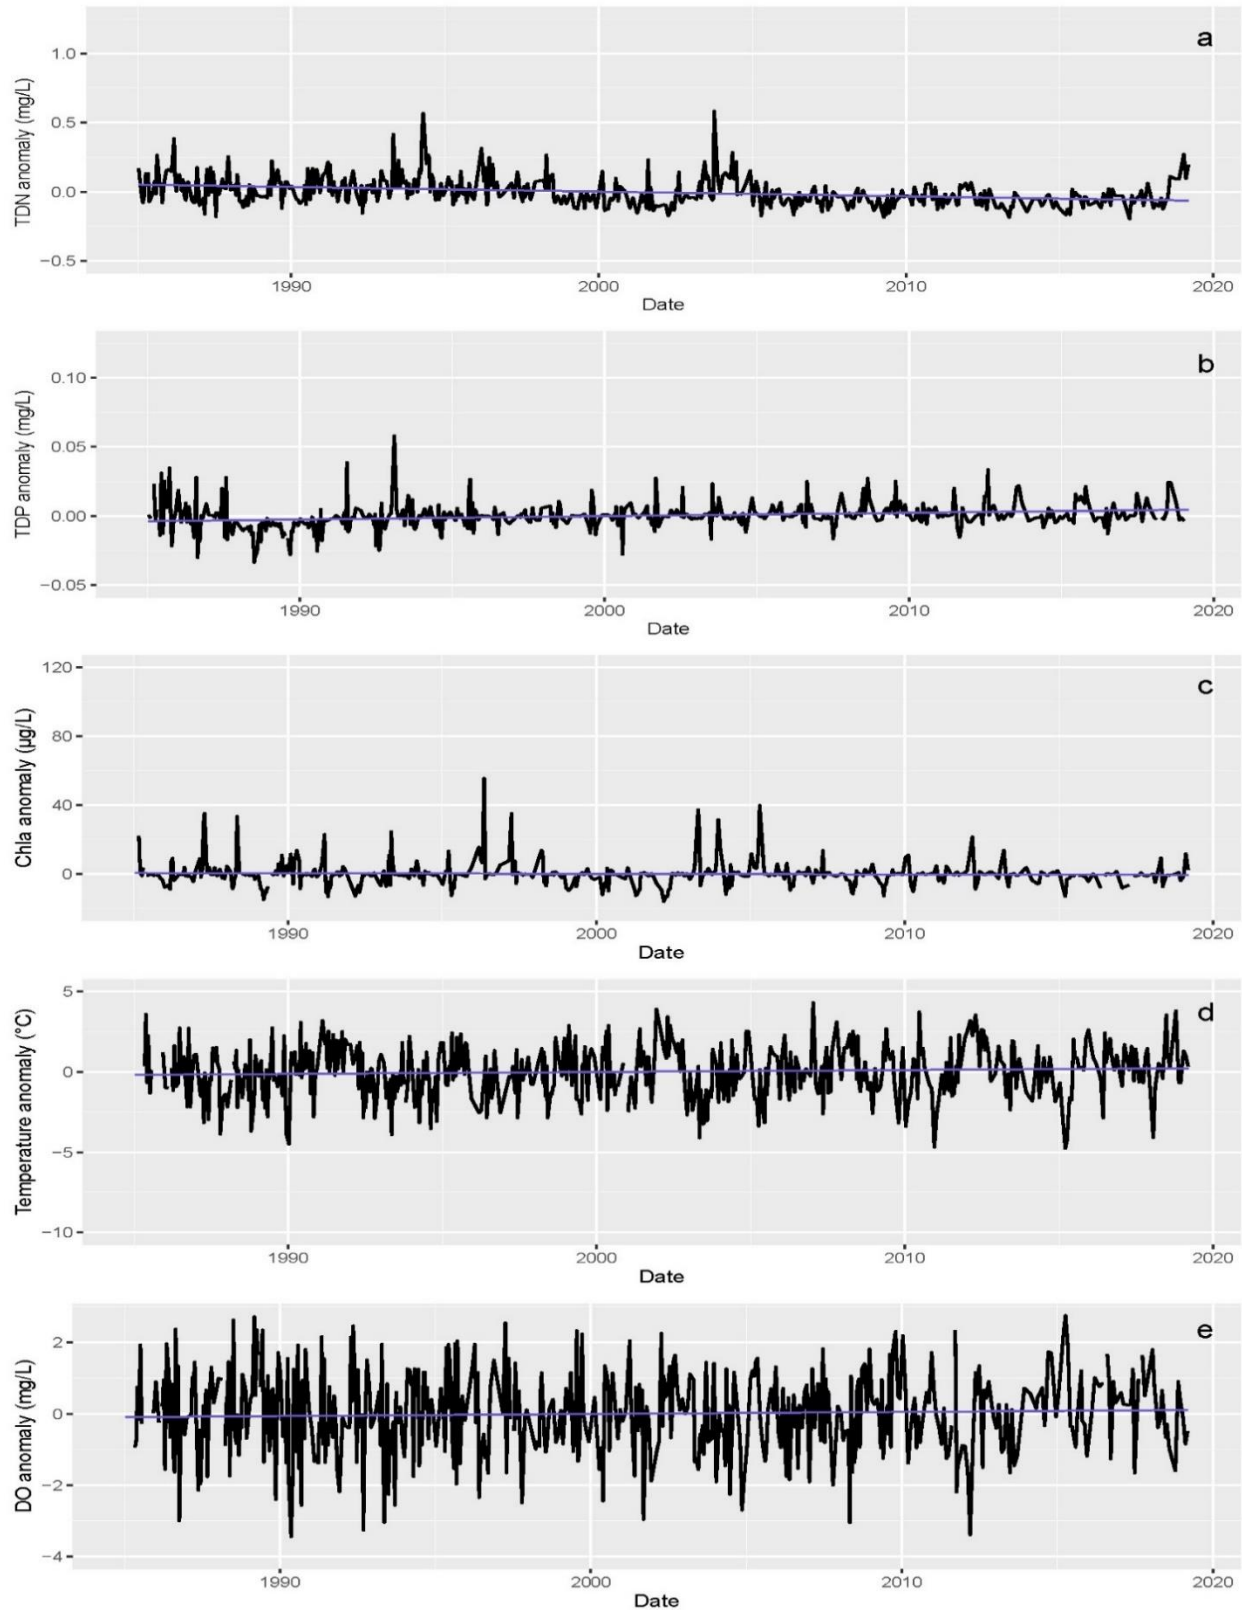 a
TDN anomaly (mg/L)
1.0
0.5
0.0
−0.5
1990 2000 2010 2020
Date
b
TDP anomaly (mg/L)
0.10
0.05
0.00
−0.05
1990 2000 2010 2020
Date
c
Chla anomaly (µg/L)
120
80
40
0
1990 2000 2010 2020
Date
d
Temperature anomaly (°C)
5
0
−5
−10
1990 2000 2010 2020
Date
e
DO anomaly (mg/L)
2
0
−2
−4
1990 2000 2010 2020
Date